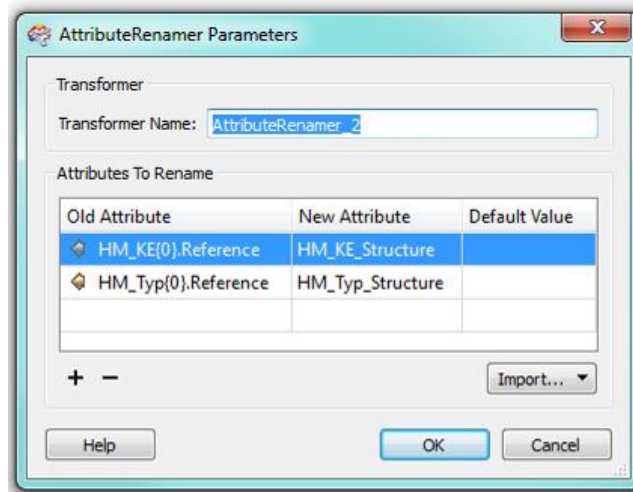 AttributeRenamer Parameters
Transformer
Transformer Name: AttributeRenamer_2
Attributes To Rename
Old Attribute New Attribute Default Value
HM_KE{0}.Reference HM_KE_Structure
HM_Typ{0}.Reference HM_Typ_Structure
Import...
Help OK Cancel